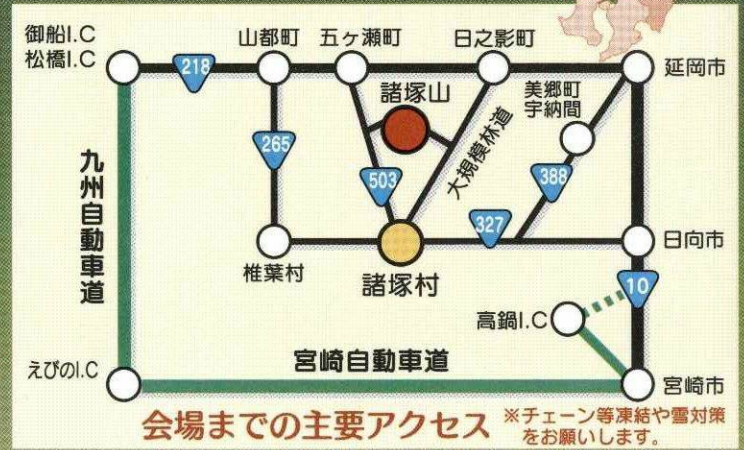 御船I.C
松橋I.C
山都町
五ヶ瀬町
日之影町
延岡市
218
諸塚山
美郷町
宇納間
265
503
大規模林道
388
327
九州自動車道
椎葉村
諸塚村
日向市
10
高鍋I.C
えびのI.C
宮崎自動車道
宮崎市
会場までの主要アクセス
※チェーン等凍結や雪対策
をお願いします。